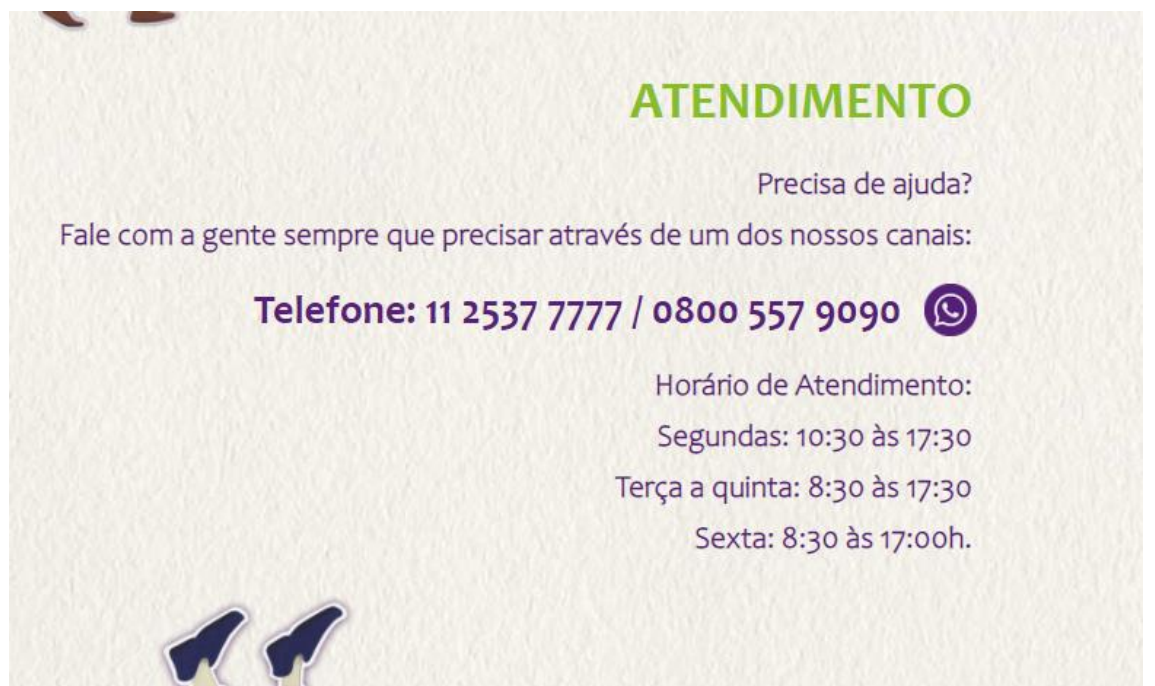 ATENDIMENTO
Precisa de ajuda?
Fale com a gente sempre que precisar através de um dos nossos canais:
Telefone: 11 2537 7777 / 0800 557 9090
Horário de Atendimento:
Segundas: 10:30 às 17:30
Terça a quinta: 8:30 às 17:30
Sexta: 8:30 às 17:00h.